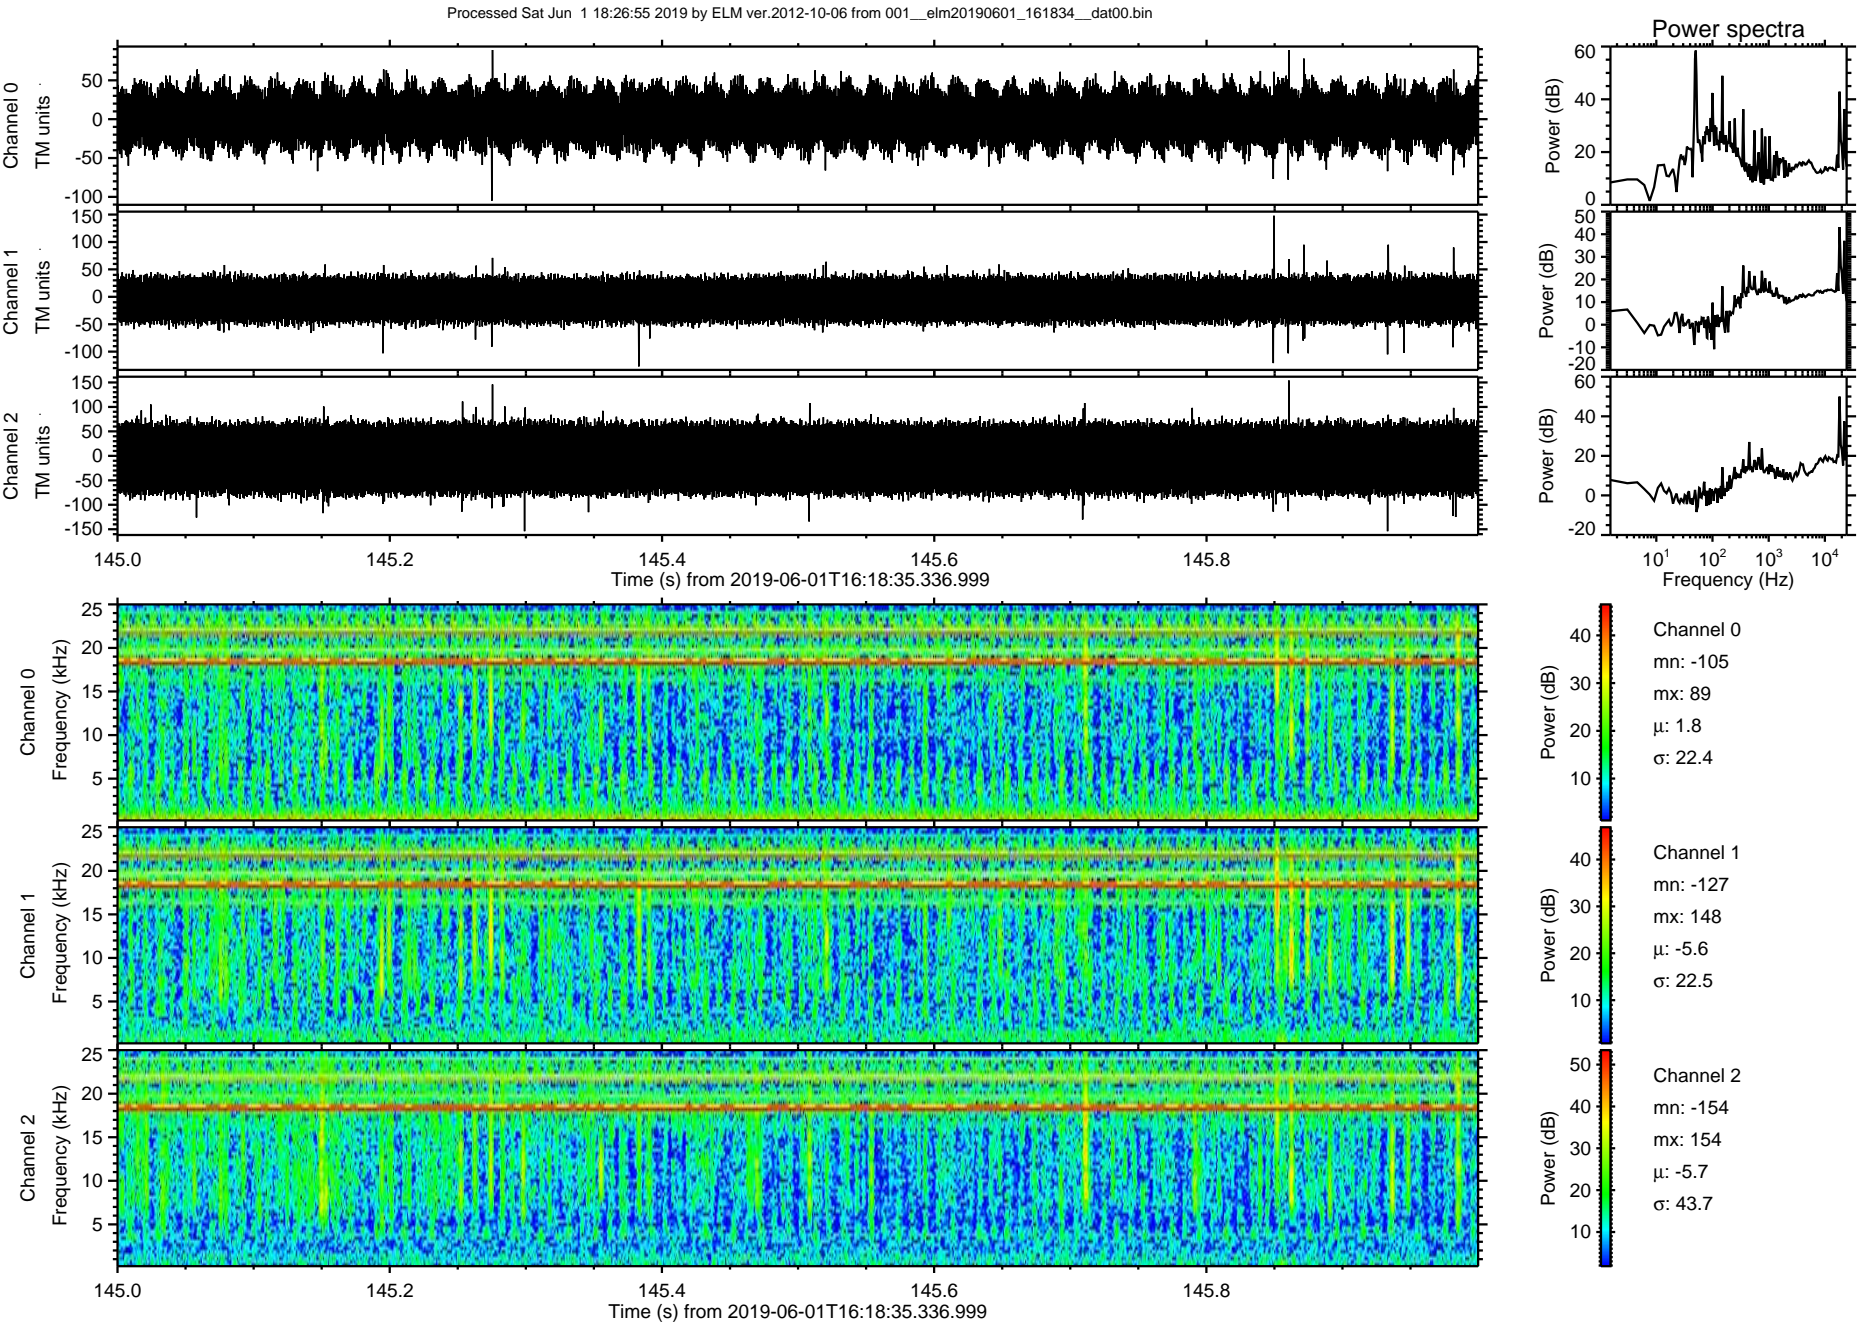 Processed Sat Jun  1 18:26:55 2019 by ELM ver.2012-10-06 from 001__elm20190601_161834__dat00.bin
Power spectra
Channel 0
TM units
50
0
-50
-100
Power (dB)
60
40
20
0
Channel 1
TM units
150
100
50
0
-50
-100
Power (dB)
50
40
30
20
10
0
-10
-20
Channel 2
TM units
150
100
50
0
-50
-100
-150
Power (dB)
60
40
20
0
-20
145.0 145.2 145.4 145.6 145.8
Time (s) from 2019-06-01T16:18:35.336.999
10¹ 10² 10³ 10⁴
Frequency (Hz)
Channel 0
Frequency (kHz)
25
20
15
10
5
Power (dB)
40
30
20
10
Channel 0
mn: -105
mx: 89
µ: 1.8
σ: 22.4
Channel 1
Frequency (kHz)
25
20
15
10
5
Power (dB)
40
30
20
10
Channel 1
mn: -127
mx: 148
µ: -5.6
σ: 22.5
Channel 2
Frequency (kHz)
25
20
15
10
5
Power (dB)
50
40
30
20
10
Channel 2
mn: -154
mx: 154
µ: -5.7
σ: 43.7
145.0 145.2 145.4 145.6 145.8
Time (s) from 2019-06-01T16:18:35.336.999